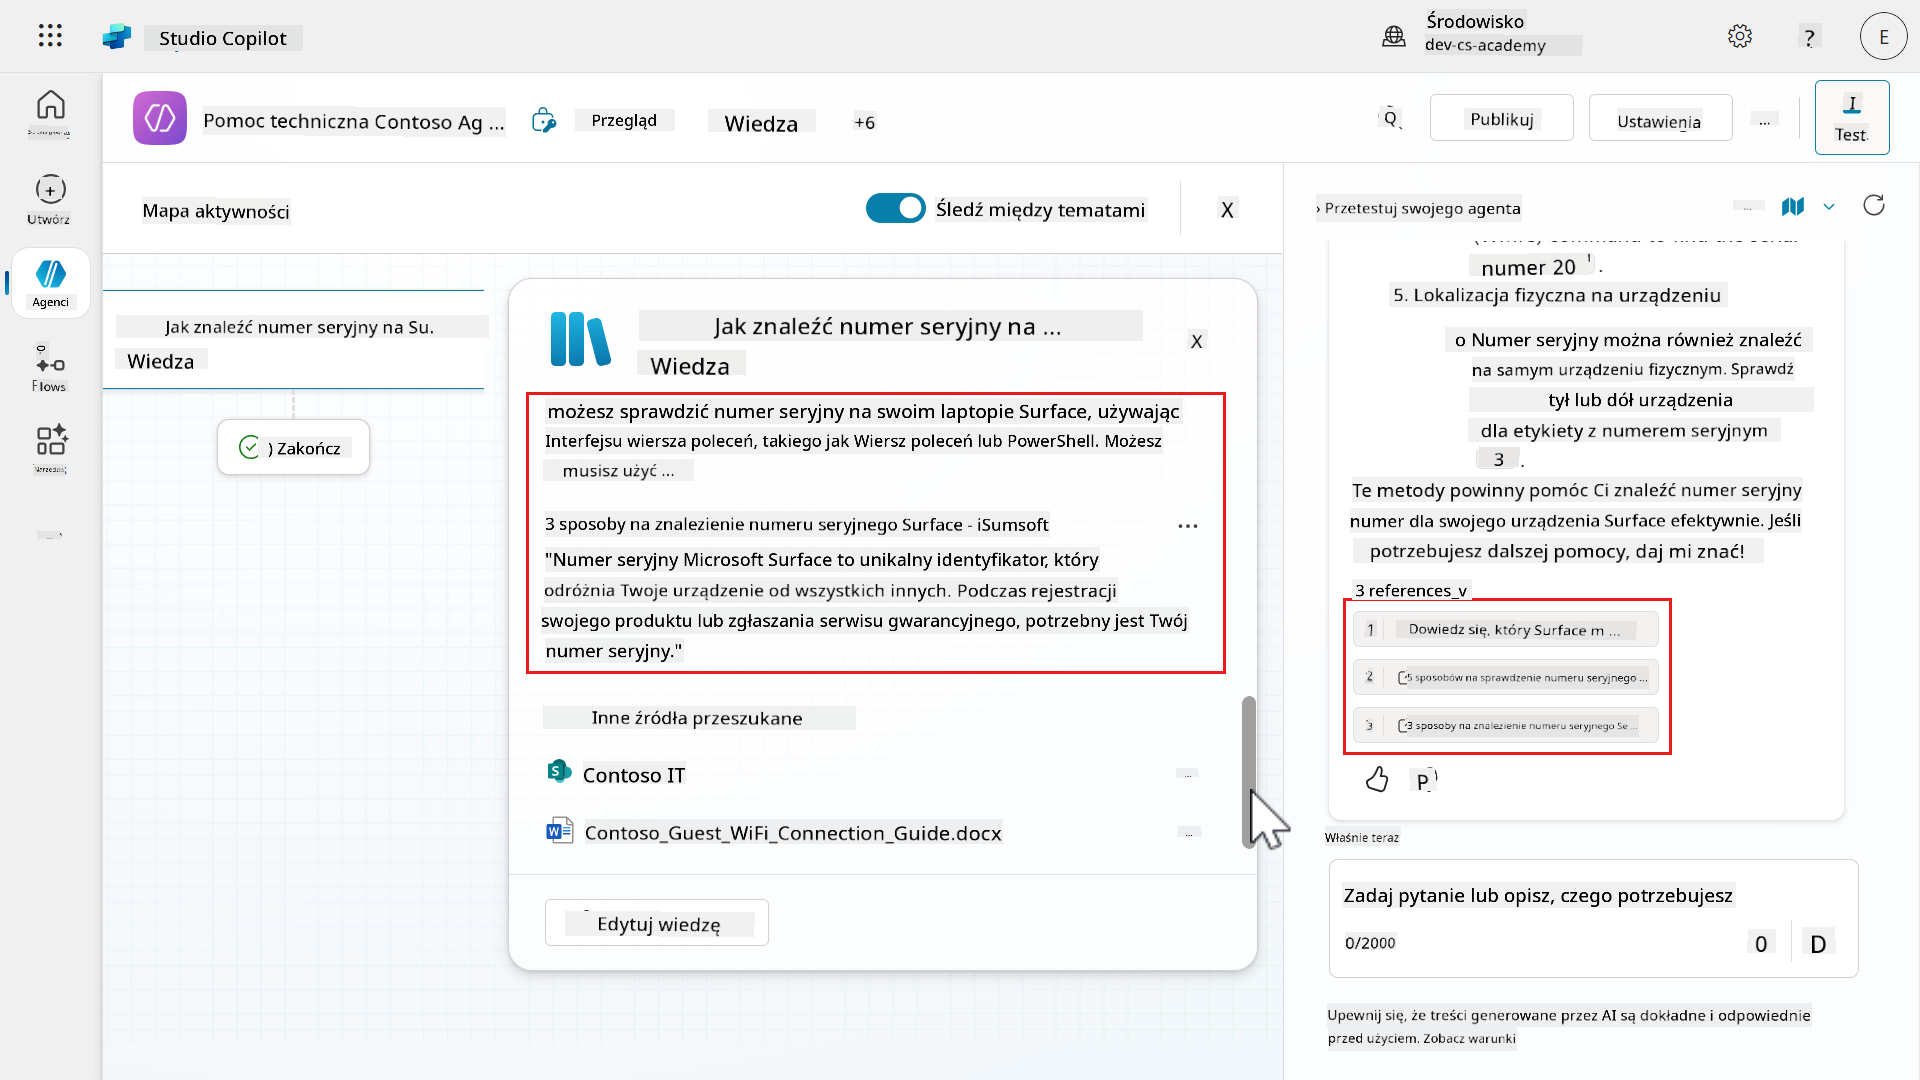 Studio Copilot
Środowisko
dev-cs-academy
?
E
Pomoc techniczna Contoso Ag ...
Przegląd
Wiedza
+6
Q
Publikuj
Ustawienia
...
I
Test
Utwórz
Agenci
Flows
Mapa aktywności
Śledź między tematami
X
Jak znaleźć numer seryjny na Su.
Wiedza
) Zakończ
Jak znaleźć numer seryjny na ...
X
Wiedza
możesz sprawdzić numer seryjny na swoim laptopie Surface, używając
Interfejsu wiersza poleceń, takiego jak Wiersz poleceń lub PowerShell. Możesz
musisz użyć ...
3 sposoby na znalezienie numeru seryjnego Surface - iSumsoft
...
"Numer seryjny Microsoft Surface to unikalny identyfikator, który
odróżnia Twoje urządzenie od wszystkich innych. Podczas rejestracji
swojego produktu lub zgłaszania serwisu gwarancyjnego, potrzebny jest Twój
numer seryjny."
Inne źródła przeszukane
Contoso IT
...
Contoso_Guest_WiFi_Connection_Guide.docx
...
Edytuj wiedzę
› Przetestuj swojego agenta
...
numer 20 .
5. Lokalizacja fizyczna na urządzeniu
o Numer seryjny można również znaleźć
na samym urządzeniu fizycznym. Sprawdź
tył lub dół urządzenia
dla etykiety z numerem seryjnym
3 .
Te metody powinny pomóc Ci znaleźć numer seryjny
numer dla swojego urządzenia Surface efektywnie. Jeśli
potrzebujesz dalszej pomocy, daj mi znać!
3 references_v
1 Dowiedz się, który Surface m ...
2 5 sposobów na sprawdzenie numeru seryjnego ...
3 3 sposoby na znalezienie numeru seryjnego Se ...
P
Właśnie teraz
Zadaj pytanie lub opisz, czego potrzebujesz
0/2000
0
D
Upewnij się, że treści generowane przez AI są dokładne i odpowiednie
przed użyciem. Zobacz warunki